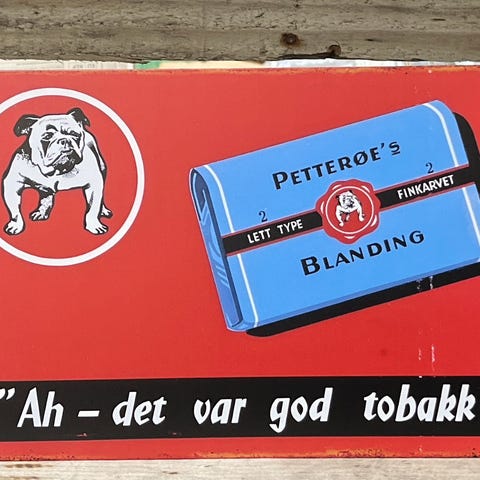 PETTERØE's
2 2
LETT TYPE FINKARVET
BLANDING
"Ah – det var god tobakk